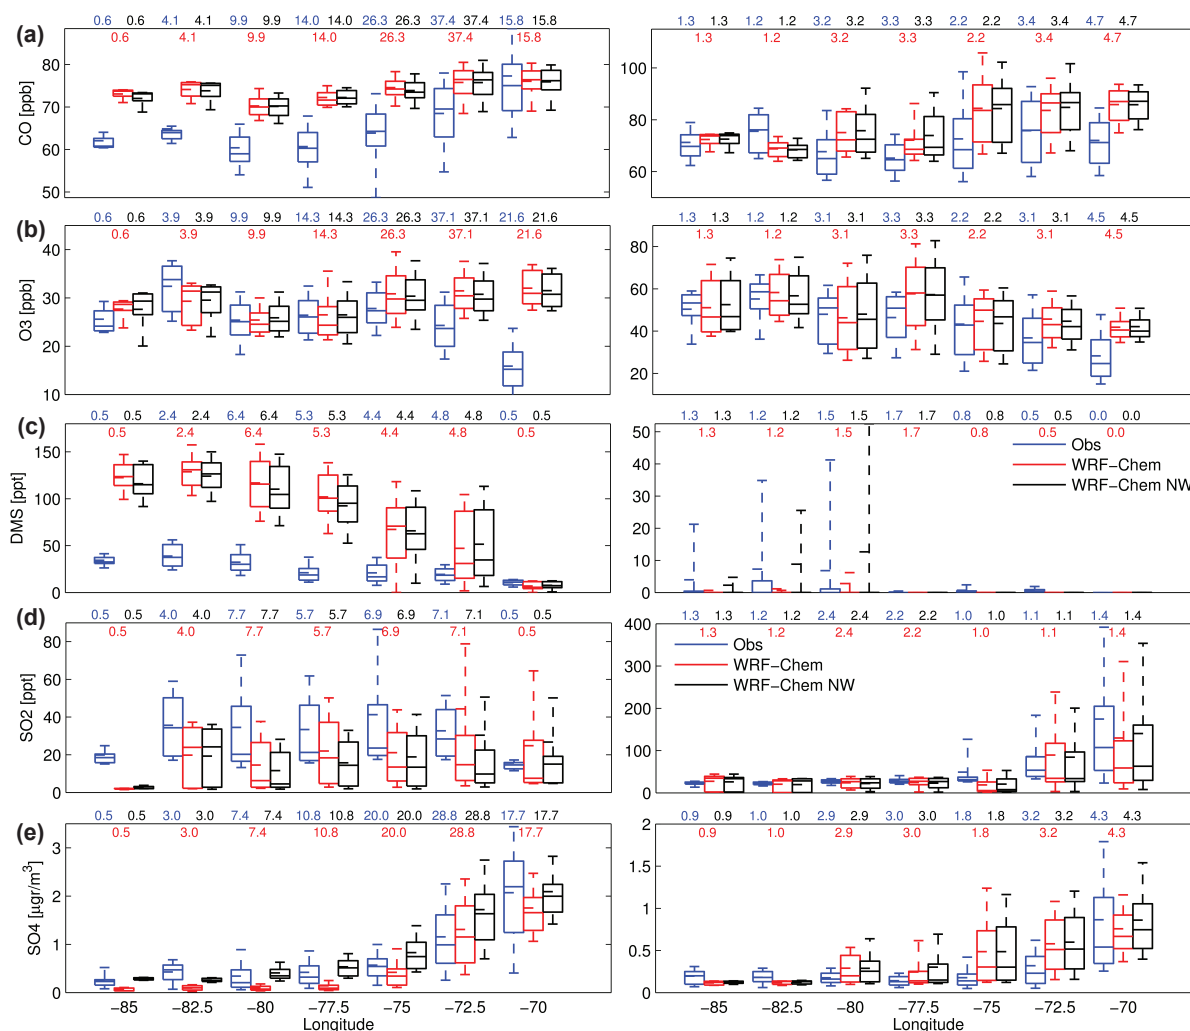 0.6 0.6 4.1 4.1 9.9 9.9 14.0 14.0 26.3 26.3 37.4 37.4 15.8 15.8
0.6 4.1 9.9 14.0 26.3 37.4 15.8
(a)
CO [ppb]
90
80
70
60
50
1.3 1.3 1.2 1.2 3.2 3.2 3.3 3.3 2.2 2.2 3.4 3.4 4.7 4.7
1.3 1.2 3.2 3.3 2.2 3.4 4.7
100
80
60
0.6 0.6 3.9 3.9 9.9 9.9 14.3 14.3 26.3 26.3 37.1 37.1 21.6 21.6
0.6 3.9 9.9 14.3 26.3 37.1 21.6
(b)
O3 [ppb]
40
30
20
10
1.3 1.3 1.2 1.2 3.1 3.1 3.3 3.3 2.2 2.2 3.1 3.1 4.5 4.5
1.3 1.2 3.1 3.3 2.2 3.1 4.5
80
60
40
20
0.5 0.5 2.4 2.4 6.4 6.4 5.3 5.3 4.4 4.4 4.8 4.8 0.5 0.5
0.5 2.4 6.4 5.3 4.4 4.8 0.5
(c)
DMS [ppt]
150
100
50
0
1.3 1.3 1.2 1.2 1.5 1.5 1.7 1.7 0.8 0.8 0.5 0.5 0.0 0.0
1.3 1.2 1.5 1.7 0.8 0.5 0.0
50
40
30
20
10
0
Obs
WRF−Chem
WRF−Chem NW
0.5 0.5 4.0 4.0 7.7 7.7 5.7 5.7 6.9 6.9 7.1 7.1 0.5 0.5
0.5 4.0 7.7 5.7 6.9 7.1 0.5
(d)
SO2 [ppt]
80
60
40
20
0
1.3 1.3 1.2 1.2 2.4 2.4 2.2 2.2 1.0 1.0 1.1 1.1 1.4 1.4
1.3 1.2 2.4 2.2 1.0 1.1 1.4
400
300
200
100
0
Obs
WRF−Chem
WRF−Chem NW
0.5 0.5 3.0 3.0 7.4 7.4 10.8 10.8 20.0 20.0 28.8 28.8 17.7 17.7
0.5 3.0 7.4 10.8 20.0 28.8 17.7
(e)
SO4 [µgr/m³]
3
2
1
0
−85 −82.5 −80 −77.5 −75 −72.5 −70
Longitude
0.9 0.9 1.0 1.0 2.9 2.9 3.0 3.0 1.8 1.8 3.2 3.2 4.3 4.3
0.9 1.0 2.9 3.0 1.8 3.2 4.3
2
1.5
1
0.5
0
−85 −82.5 −80 −77.5 −75 −72.5 −70
Longitude